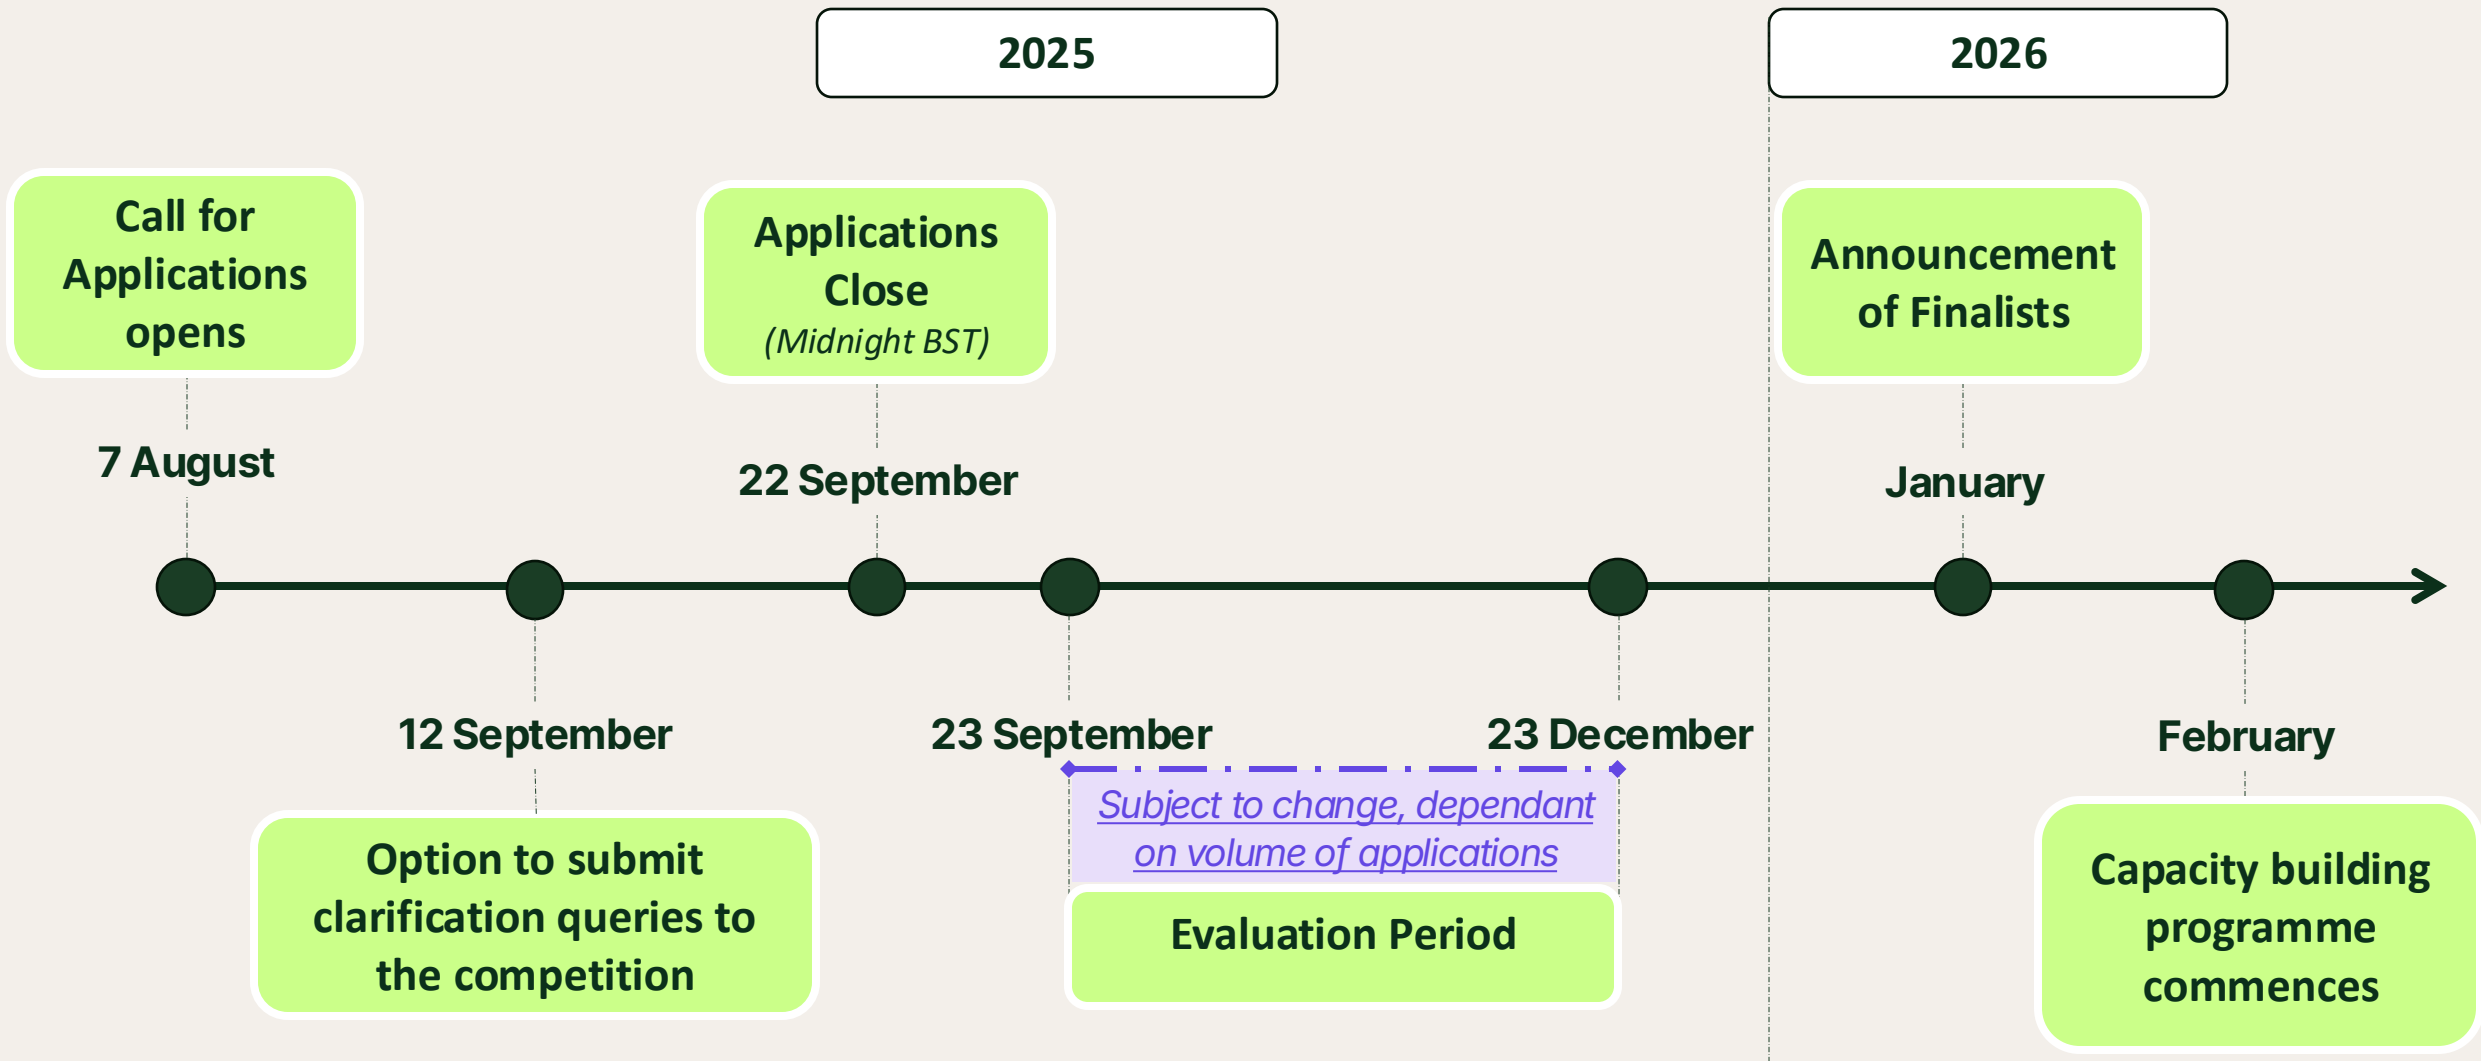 2025
2026
Call for
Applications
opens
Applications
Close
(Midnight BST)
Announcement
of Finalists
7 August
22 September
January
12 September
23 September
23 December
February
Subject to change, dependant
on volume of applications
Option to submit
clarification queries to
the competition
Evaluation Period
Capacity building
programme
commences